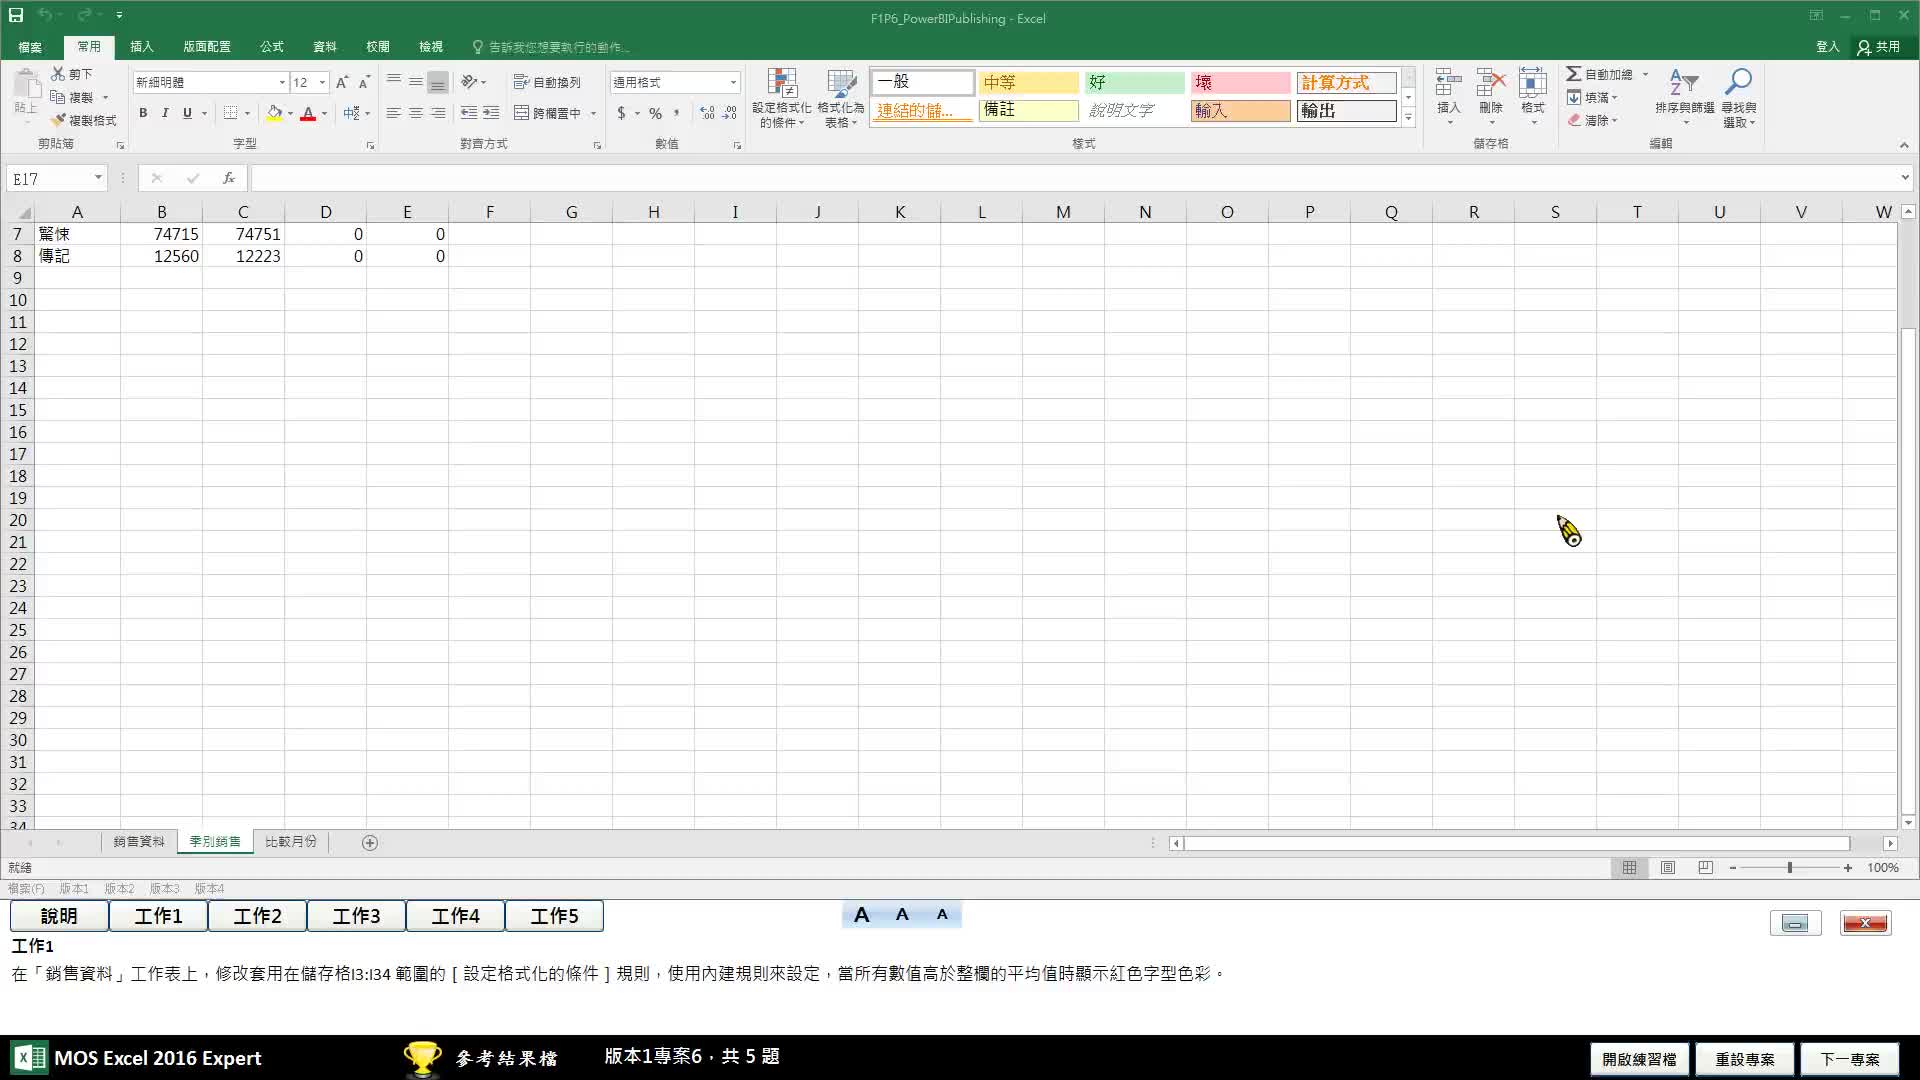 F1P6_PowerBIPublishing - Excel
檔案 常用 插入 版面配置 公式 資料 校閱 檢視 告訴我您想要執行的動作... 登入 共用
貼上 剪下 複製 複製格式 剪貼簿
新細明體 12 B I U 字型
自動換列 跨欄置中 對齊方式
通用格式 $ % 數值
設定格式化的條件 格式化為表格
一般 中等 好 壞 計算方式
連結的儲... 備註 說明文字 輸入 輸出
樣式
插入 刪除 格式 儲存格
自動加總 填滿 清除 排序與篩選 尋找與選取 編輯
E17 fx
A B C D E F G H I J K L M N O P Q R S T U V W
7 驚悚 74715 74751 0 0
8 傳記 12560 12223 0 0
9
10
11
12
13
14
15
16
17
18
19
20
21
22
23
24
25
26
27
28
29
30
31
32
33
34
銷售資料 季別銷售 比較月份
就緒 100%
檔案(F) 版本1 版本2 版本3 版本4
說明 工作1 工作2 工作3 工作4 工作5 A A A
工作1
在「銷售資料」工作表上，修改套用在儲存格I3:I34 範圍的 [ 設定格式化的條件 ] 規則，使用內建規則來設定，當所有數值高於整欄的平均值時顯示紅色字型色彩。
MOS Excel 2016 Expert 參考結果檔 版本1專案6，共 5 題 開啟練習檔 重設專案 下一專案